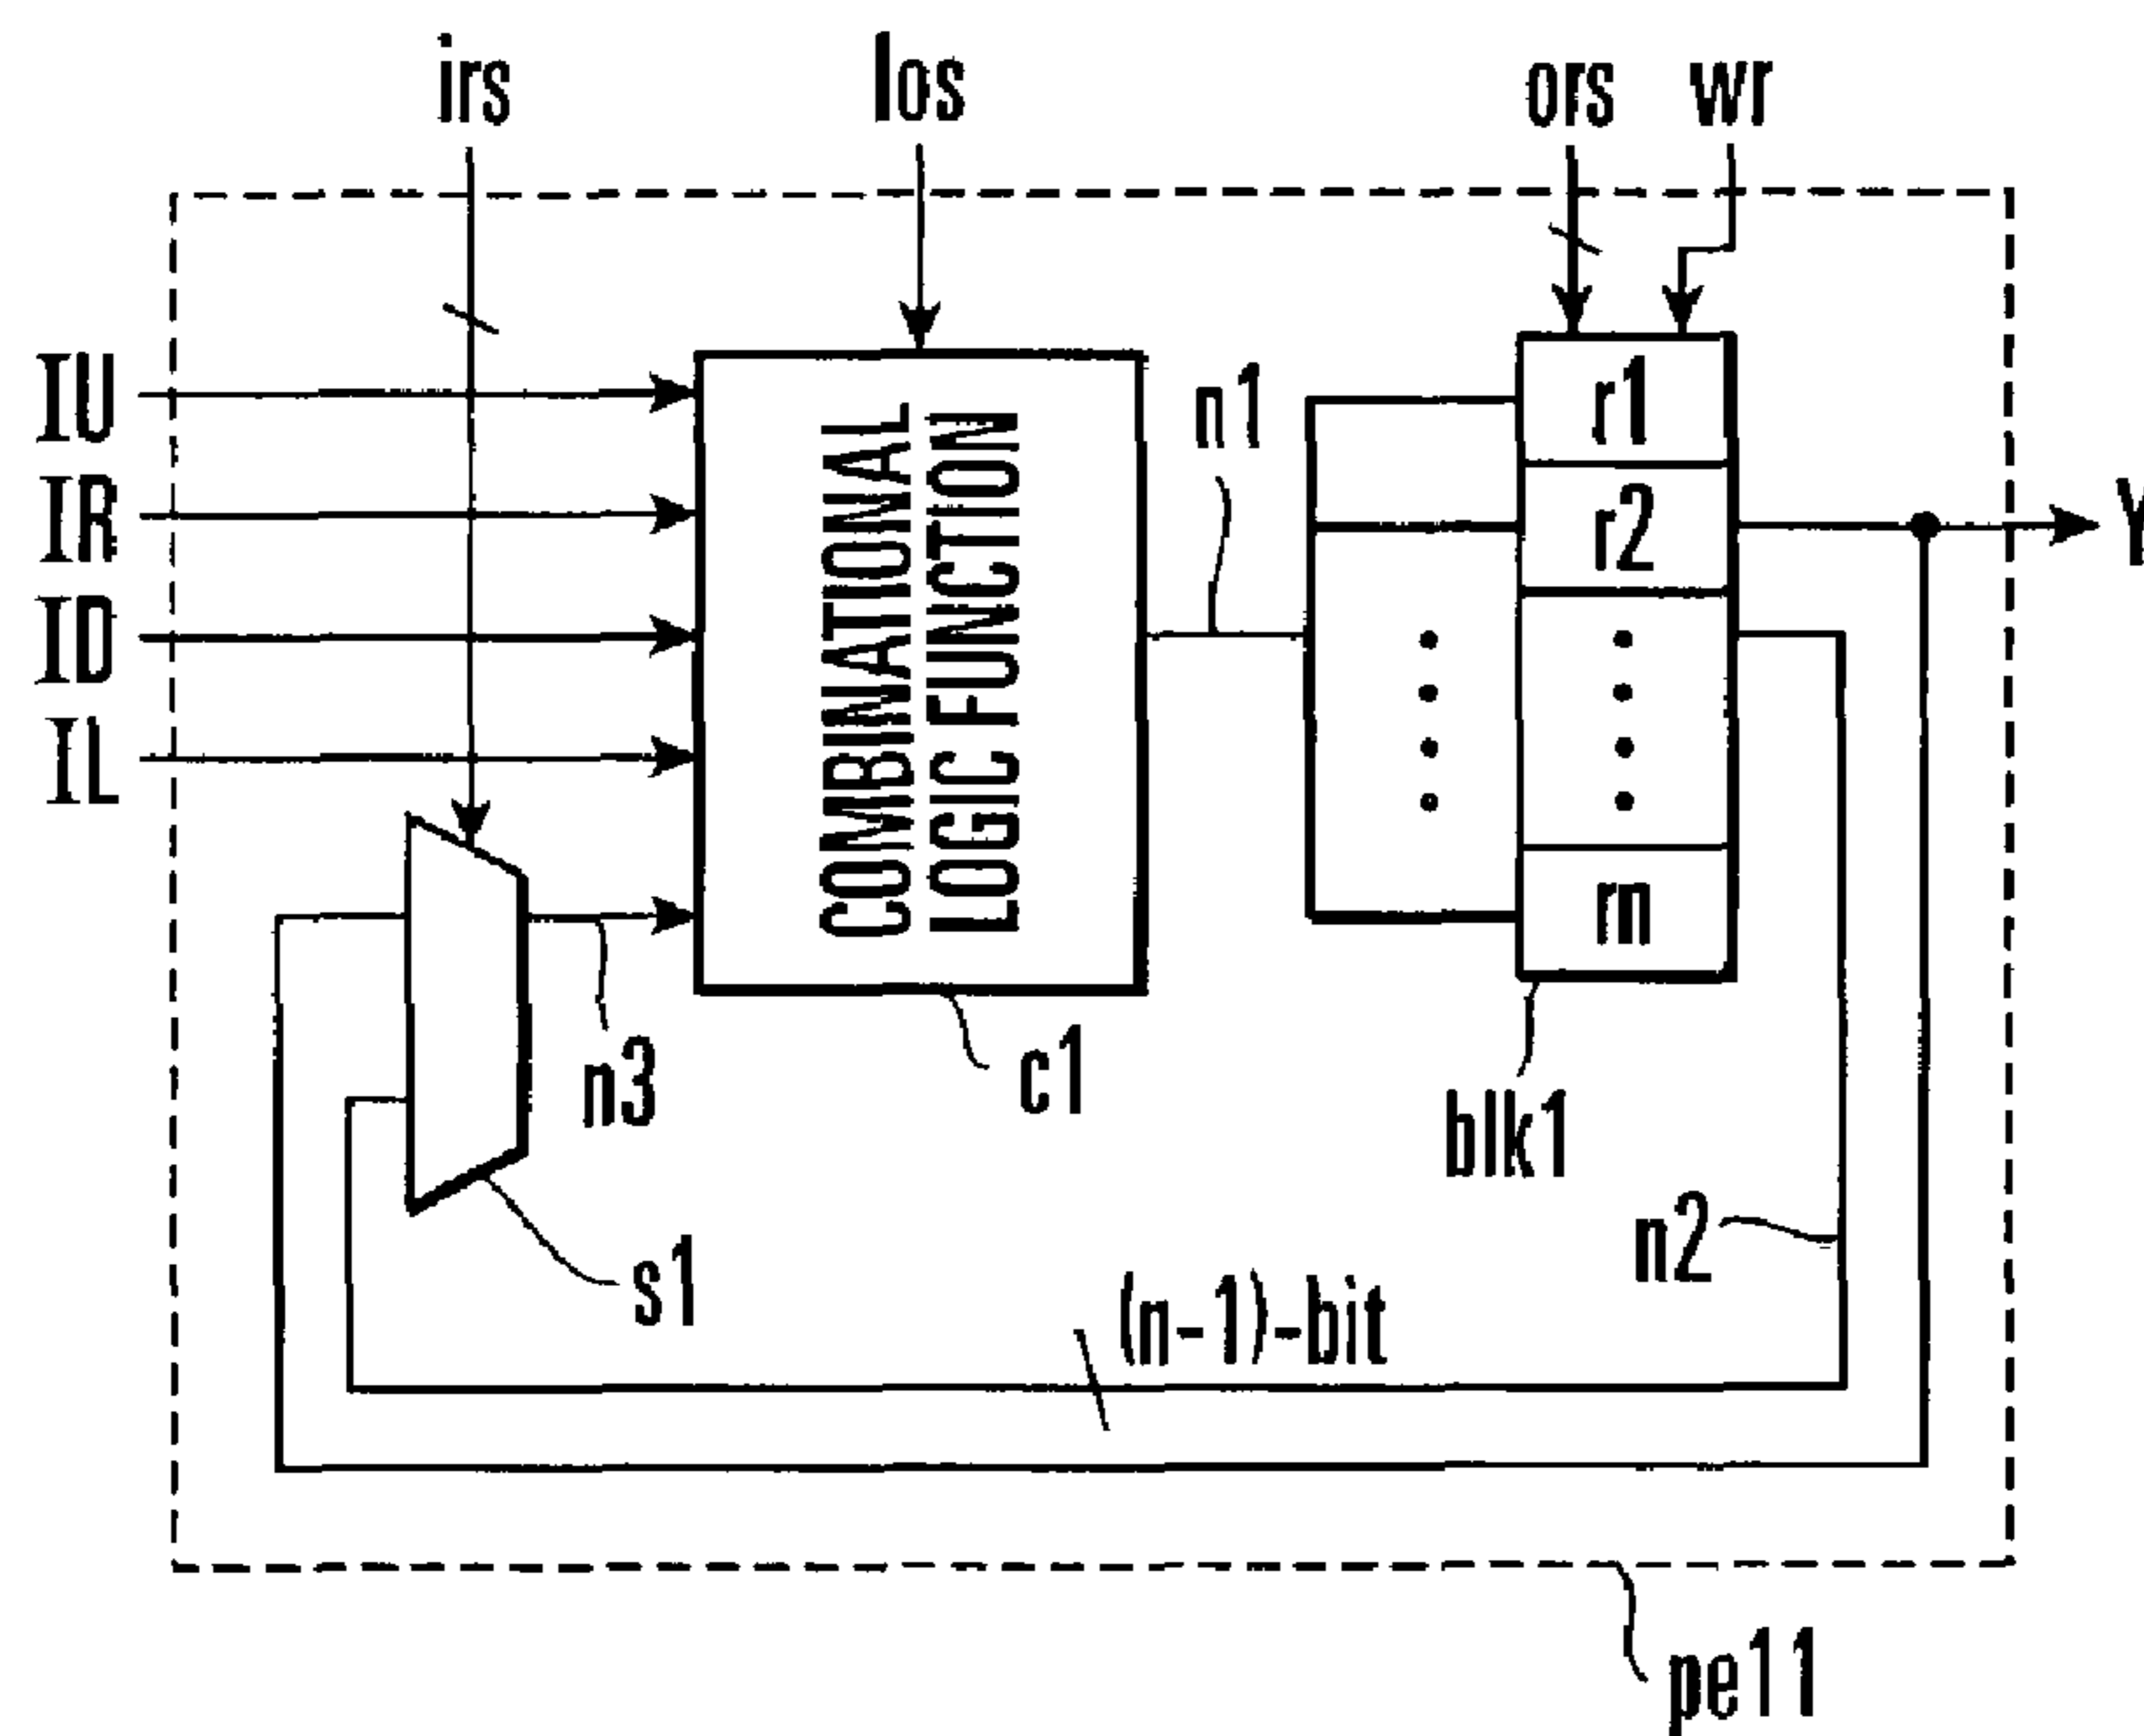 irs
los
ors
wr
IU
IR
ID
IL
COMBINATIONAL
LOGIC FUNCTION
n1
r1
r2
rn
Y
n3
c1
blk1
s1
n2
(n-1)-bit
pe11